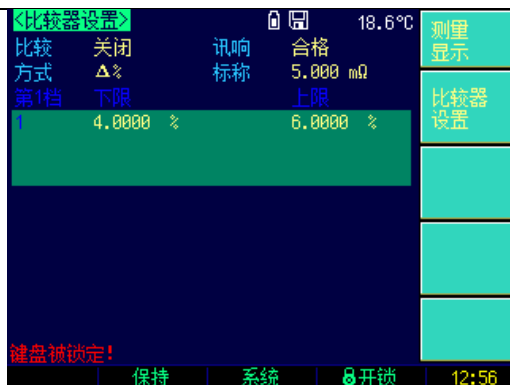 <比较器设置> 18.6℃
比较 关闭 讯响 合格
方式 Δ% 标称 5.000 mΩ
第1档 下限 上限
1 4.0000 % 6.0000 %
键盘被锁定!
测量
显示
比较器
设置
保持 系统 开锁 12:56